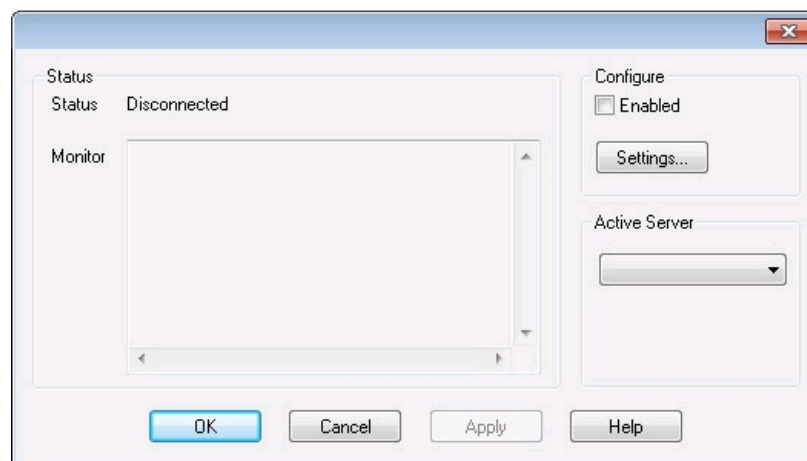 Status
Status Disconnected
Monitor
Configure
Enabled
Settings...
Active Server
OK Cancel Apply Help